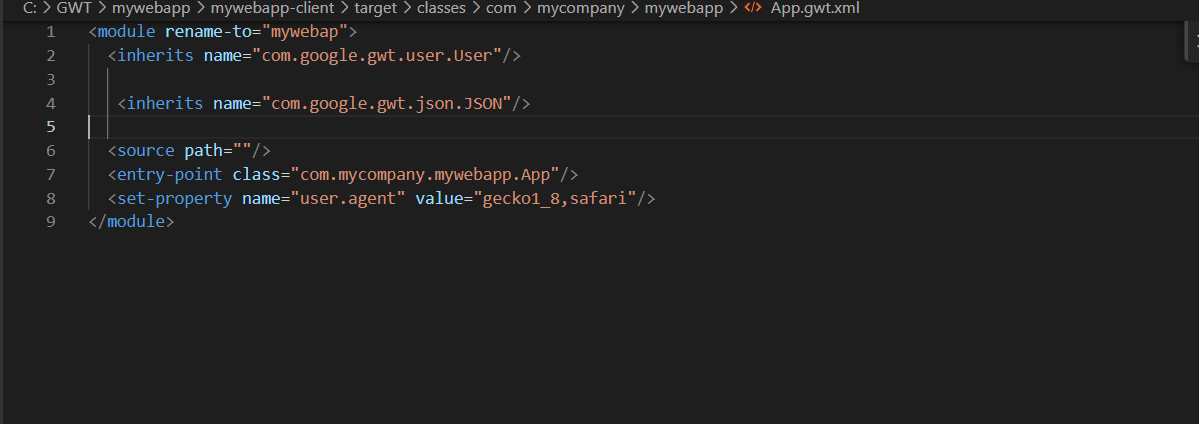 C: > GWT > mywebapp > mywebapp-client > target > classes > com > mycompany > mywebapp > </> App.gwt.xml
1 <module rename-to="mywebap">
2 <inherits name="com.google.gwt.user.User"/>
3
4 <inherits name="com.google.gwt.json.JSON"/>
5
6 <source path=""/>
7 <entry-point class="com.mycompany.mywebapp.App"/>
8 <set-property name="user.agent" value="gecko1_8,safari"/>
9 </module>